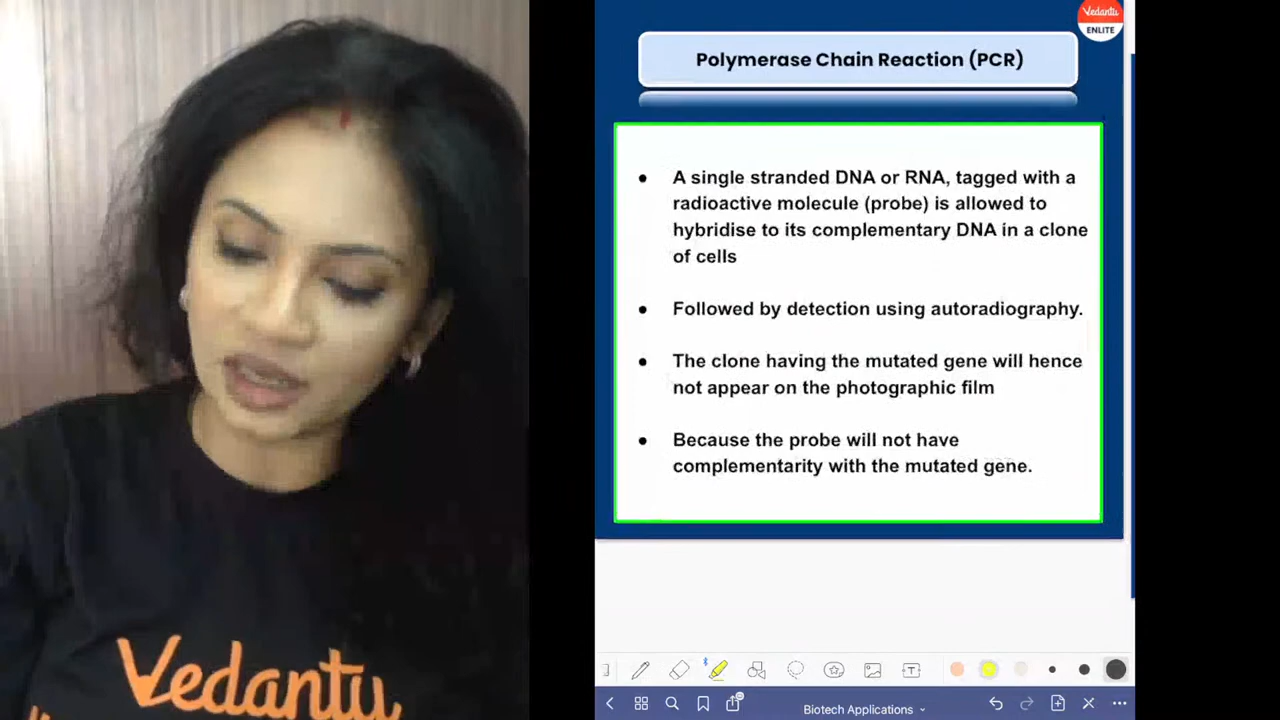 Vedantu
ENLITE
Polymerase Chain Reaction (PCR)
● A single stranded DNA or RNA, tagged with a
radioactive molecule (probe) is allowed to
hybridise to its complementary DNA in a clone
of cells
● Followed by detection using autoradiography.
● The clone having the mutated gene will hence
not appear on the photographic film
● Because the probe will not have
complementarity with the mutated gene.
Vedantu
Biotech Applications